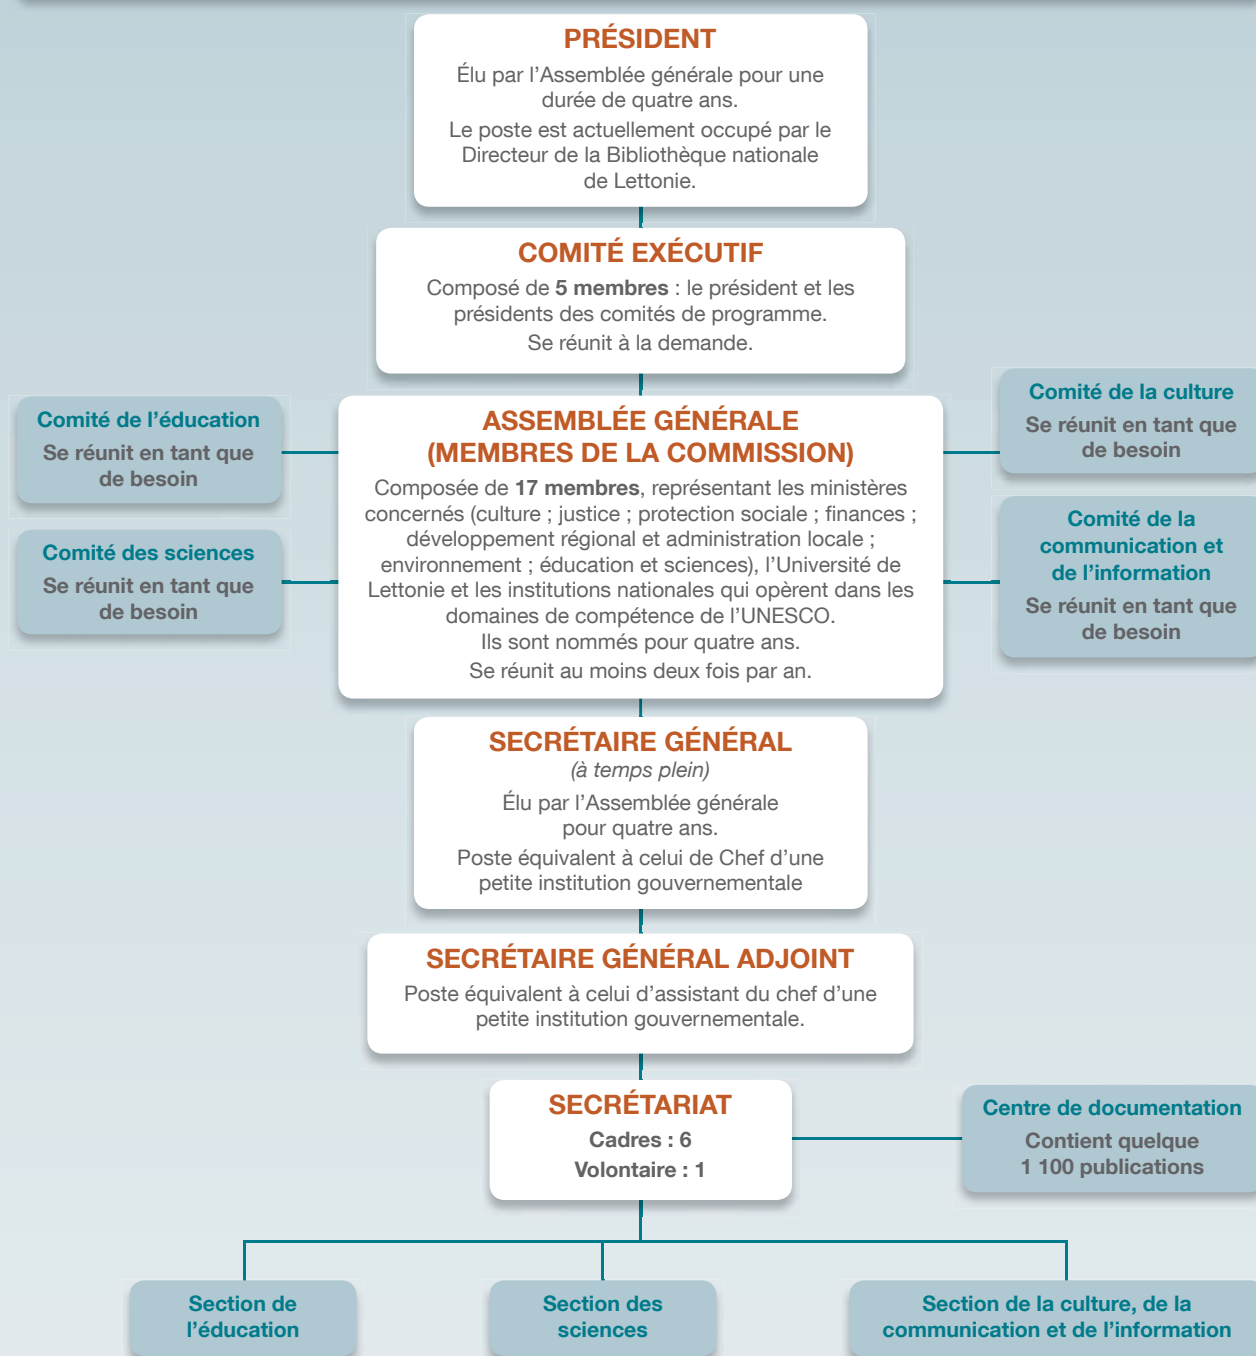 PRÉSIDENT
Élu par l’Assemblée générale pour une
durée de quatre ans.
Le poste est actuellement occupé par le
Directeur de la Bibliothèque nationale
de Lettonie.
COMITÉ EXÉCUTIF
Composé de 5 membres : le président et les
présidents des comités de programme.
Se réunit à la demande.
Comité de l’éducation
Se réunit en tant que
de besoin
Comité des sciences
Se réunit en tant que
de besoin
ASSEMBLÉE GÉNÉRALE
(MEMBRES DE LA COMMISSION)
Composée de 17 membres, représentant les ministères
concernés (culture ; justice ; protection sociale ; finances ;
développement régional et administration locale ;
environnement ; éducation et sciences), l’Université de
Lettonie et les institutions nationales qui opèrent dans les
domaines de compétence de l’UNESCO.
Ils sont nommés pour quatre ans.
Se réunit au moins deux fois par an.
Comité de la culture
Se réunit en tant que
de besoin
Comité de la
communication et
de l’information
Se réunit en tant que
de besoin
SECRÉTAIRE GÉNÉRAL
(à temps plein)
Élu par l’Assemblée générale
pour quatre ans.
Poste équivalent à celui de Chef d’une
petite institution gouvernementale
SECRÉTAIRE GÉNÉRAL ADJOINT
Poste équivalent à celui d’assistant du chef d’une
petite institution gouvernementale.
SECRÉTARIAT
Cadres : 6
Volontaire : 1
Centre de documentation
Contient quelque
1 100 publications
Section de
l’éducation
Section des
sciences
Section de la culture, de la
communication et de l’information